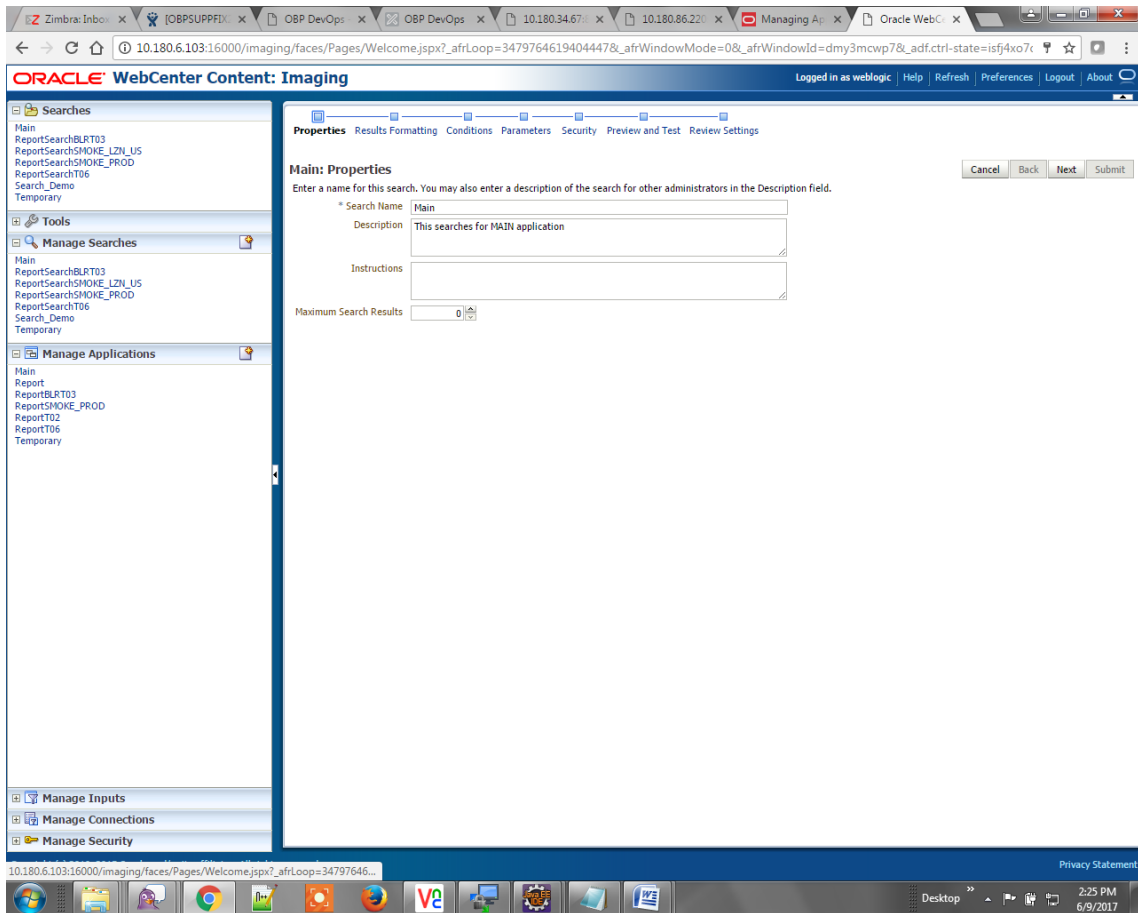 Zimbra: Inbo
[OBPSUPPFIX
OBP DevOps
OBP DevOps
10.180.34.67:
10.180.86.220
Managing Ap
Oracle WebCe
10.180.6.103:16000/imaging/faces/Pages/Welcome.jspx?_afrLoop=3479764619404447&_afrWindowMode=0&_afrWindowId=dmy3mcwp7&_adf.ctrl-state=isfj4xo7c
ORACLE WebCenter Content: Imaging
Logged in as weblogic Help Refresh Preferences Logout About
Searches
Main
ReportSearchBLRT03
ReportSearchSMOKE_LZN_US
ReportSearchSMOKE_PROD
ReportSearchT06
Search_Demo
Temporary
Tools
Manage Searches
Main
ReportSearchBLRT03
ReportSearchSMOKE_LZN_US
ReportSearchSMOKE_PROD
ReportSearchT06
Search_Demo
Temporary
Manage Applications
Main
Report
ReportBLRT03
ReportSMOKE_PROD
ReportT02
ReportT06
Temporary
Manage Inputs
Manage Connections
Manage Security
Properties Results Formatting Conditions Parameters Security Preview and Test Review Settings
Main: Properties
Cancel Back Next Submit
Enter a name for this search. You may also enter a description of the search for other administrators in the Description field.
* Search Name Main
Description This searches for MAIN application
Instructions
Maximum Search Results 0
Privacy Statement
10.180.6.103:16000/imaging/faces/Pages/Welcome.jspx?_afrLoop=34797646...
Desktop
2:25 PM
6/9/2017